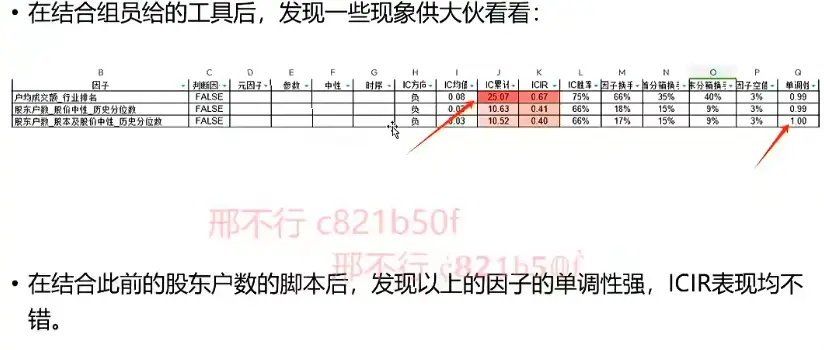 • 在结合组员给的工具后，发现一些现象供大伙看看：
B C D E F G H I J K L M N O P Q
因子 判断因 元因子 参数 中性 时序 IC方向 IC均值 IC累计 ICIR IC胜率 因子换手 首分箱换手 末分箱换手 因子空值 单调性
户均成交额_行业排名 FALSE 负 0.08 25.07 0.67 75% 66% 35% 40% 3% 0.99
股东户数_股价中性_历史分位数 FALSE 负 10.63 0.41 66% 18% 15% 9% 3% 0.99
股东户数_股本及股价中性_历史分位数 FALSE 负 0.03 10.52 0.40 66% 17% 15% 9% 3% 1.00
邢不行 c821b50f
邢不行 c821b50f
• 在结合此前的股东户数的脚本后，发现以上的因子的单调性强，ICIR表现均不
错。